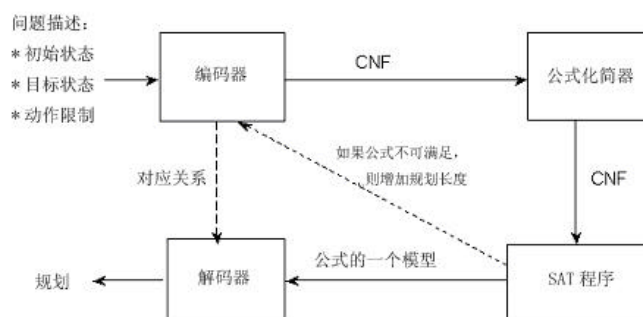 问题描述：
*初始状态
*目标状态
*动作限制
编码器
CNF
公式化简器
对应关系
如果公式不可满足，
则增加规划长度
CNF
规划
解码器
公式的一个模型
SAT 程序